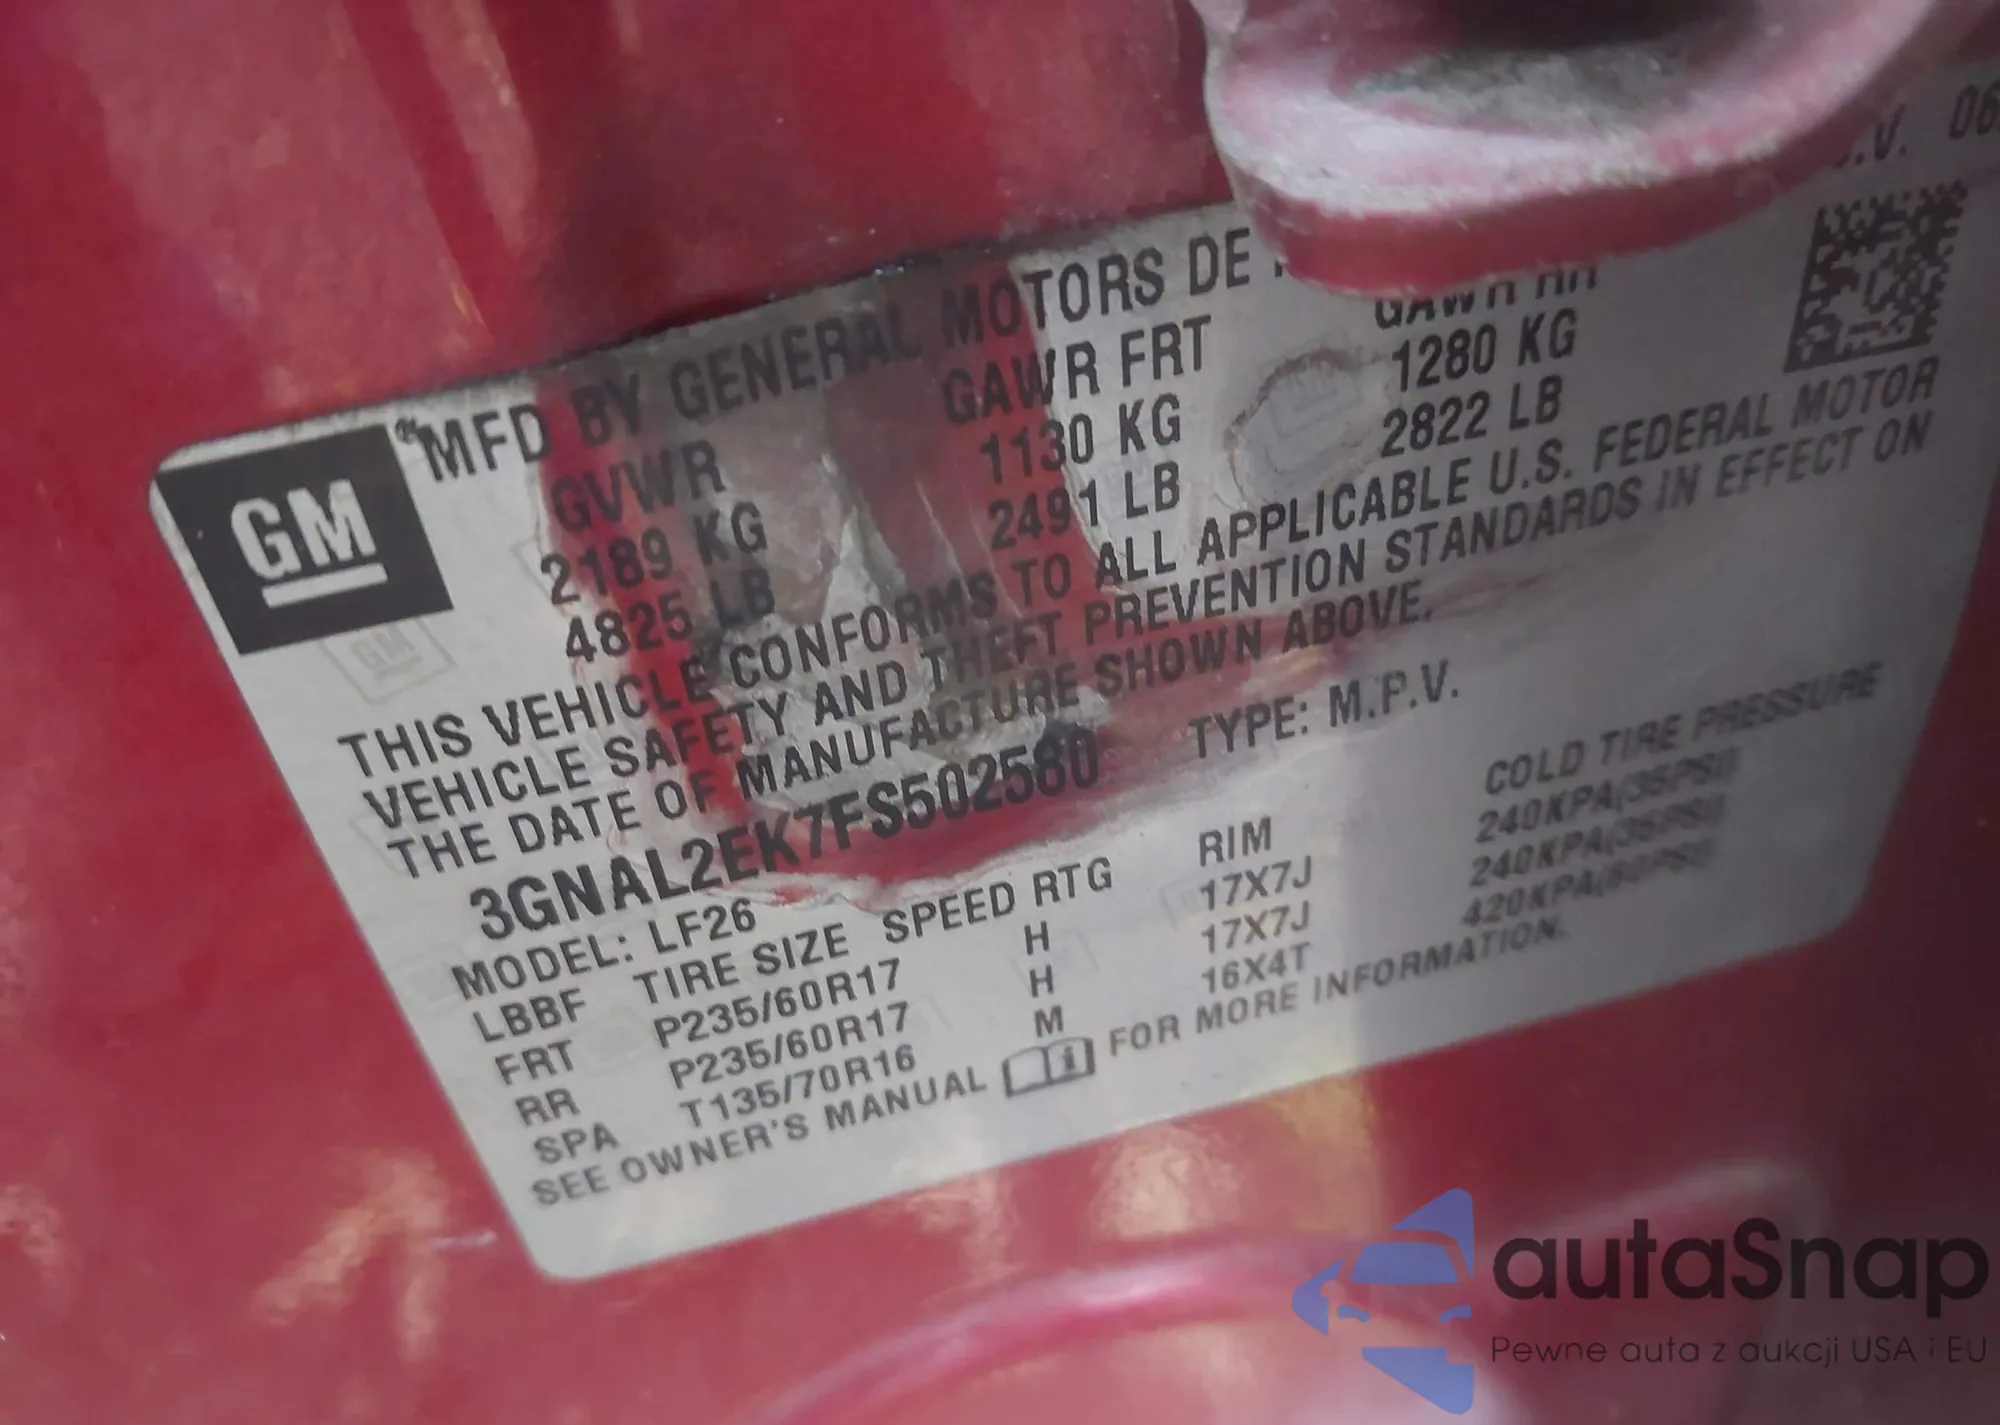 GM
MFD BY GENERAL MOTORS DE
.V. 06
GVWR GAWR FRT GAWR RR
2189 KG 1130 KG 1280 KG
4825 LB 2491 LB 2822 LB
THIS VEHICLE CONFORMS TO ALL APPLICABLE U.S. FEDERAL MOTOR
VEHICLE SAFETY AND THEFT PREVENTION STANDARDS IN EFFECT ON
THE DATE OF MANUFACTURE SHOWN ABOVE.
3GNAL2EK7FS502580 TYPE: M.P.V.
MODEL: LF26
LBBF TIRE SIZE SPEED RTG RIM COLD TIRE PRESSURE
FRT P235/60R17 H 17X7J 240KPA(35PSI)
RR P235/60R17 H 17X7J 240KPA(35PSI)
SPA T135/70R16 M 16X4T 420KPA(60PSI)
SEE OWNER'S MANUAL FOR MORE INFORMATION.
GM
autaSnap
Pewne auta z aukcji USA i EU